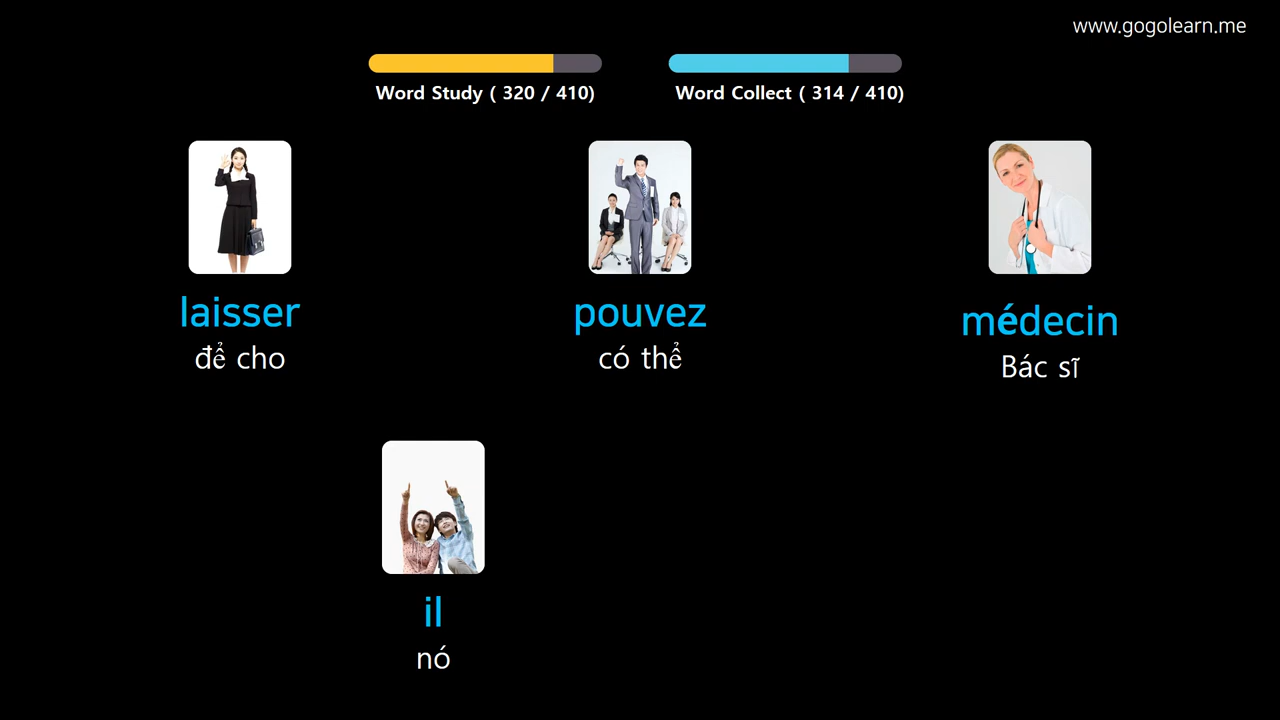 www.gogolearn.me
Word Study ( 320 / 410)
Word Collect ( 314 / 410)
laisser
để cho
pouvez
có thể
médecin
Bác sĩ
il
nó